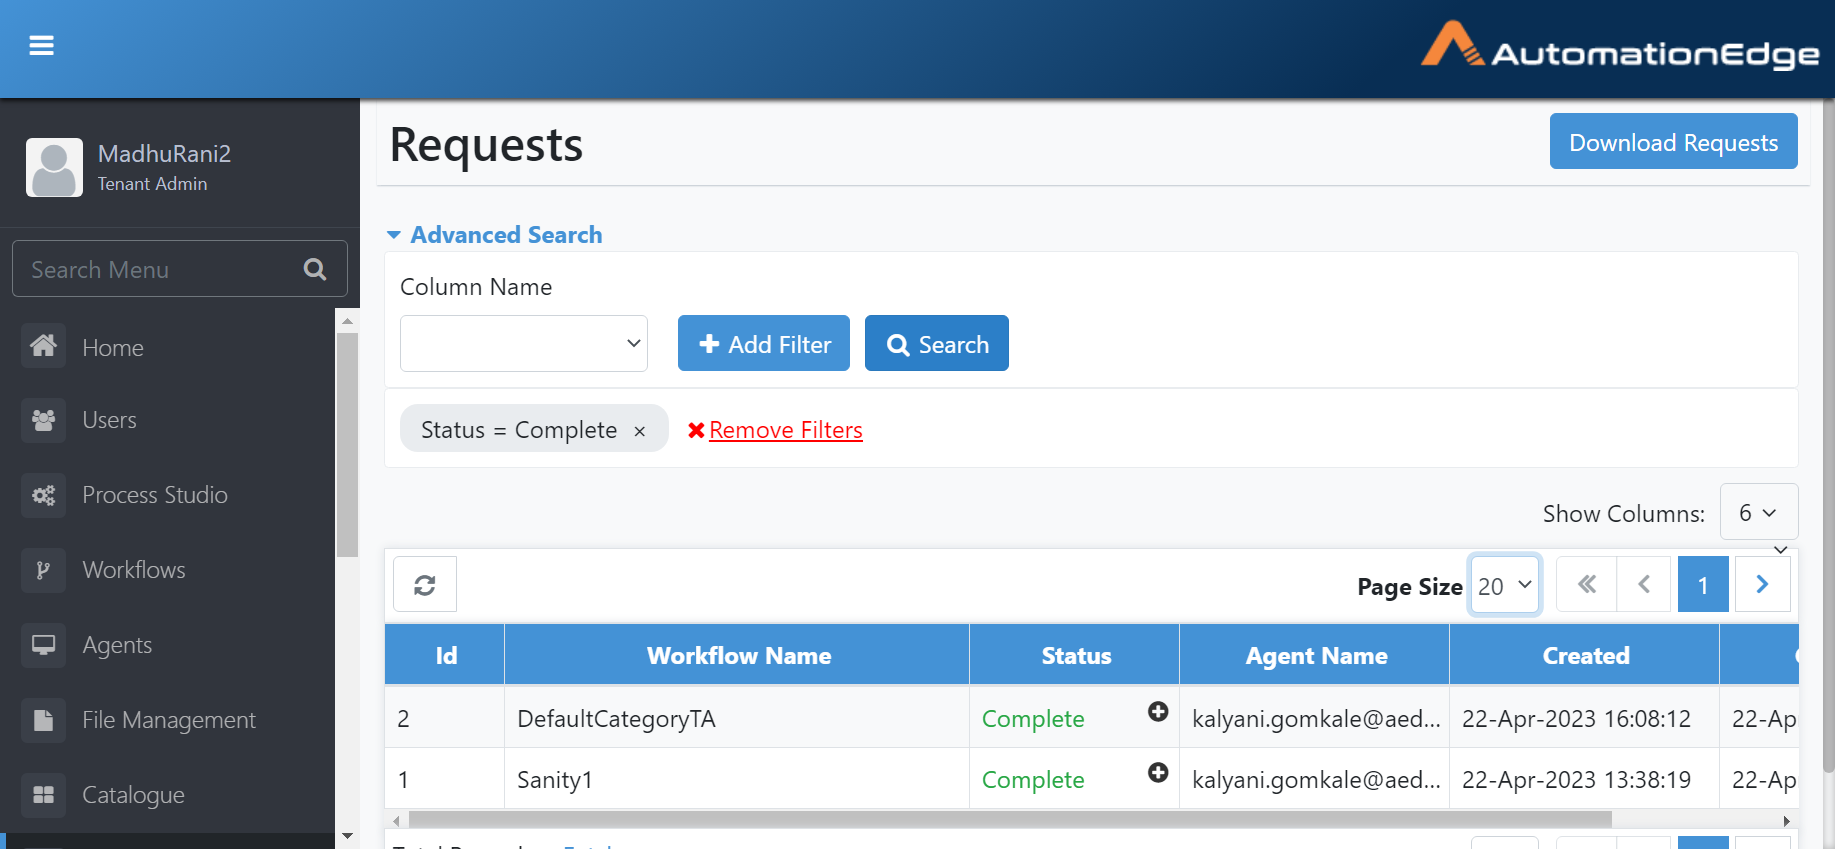 AutomationEdge
MadhuRani2
Tenant Admin
Search Menu
Home
Users
Process Studio
Workflows
Agents
File Management
Catalogue
Requests
Download Requests
Advanced Search
Column Name
Add Filter
Search
Status = Complete ×
Remove Filters
Show Columns: 6
Page Size 20 1
Id Workflow Name Status Agent Name Created
2 DefaultCategoryTA Complete kalyani.gomkale@aed... 22-Apr-2023 16:08:12 22-Ap
1 Sanity1 Complete kalyani.gomkale@aed... 22-Apr-2023 13:38:19 22-Ap